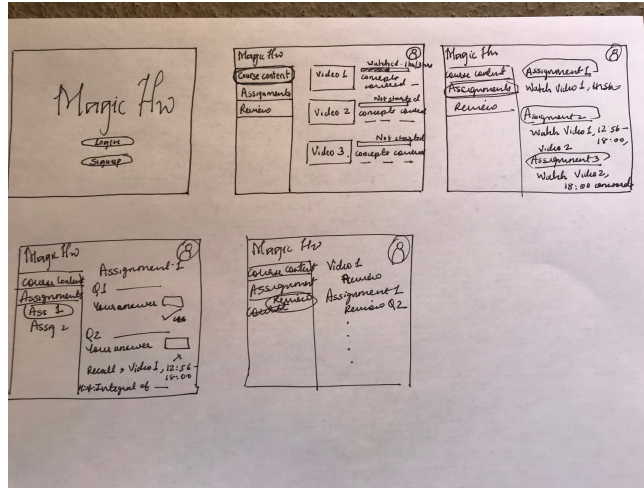 Magic Hw
Login
Signup
Magic Hw
Course content
Assignments
Review
Video 1
Watched -
concepts
covered
Video 2
Not started
concepts covered
Video 3
Not started
concepts covered
Magic Hw
course content
Assignments
Review
Assignment 1
Watch Video 1,
Assignment 2
Watch Video 1, 12:56 -
18:00,
Video 2
Assignment 3
Watch Video 2,
18:00 onwards
Magic Hw
course content
Assignments
Ass 1
Assg 2
Assignment-1
Q1
Your answer
Q2
Your answer
Recall > Video 1, 12:56 -
18:00
Integral of
Magic Hw
course content
Assignment
Review
Video 1
Review
Assignment 1
Review Q2